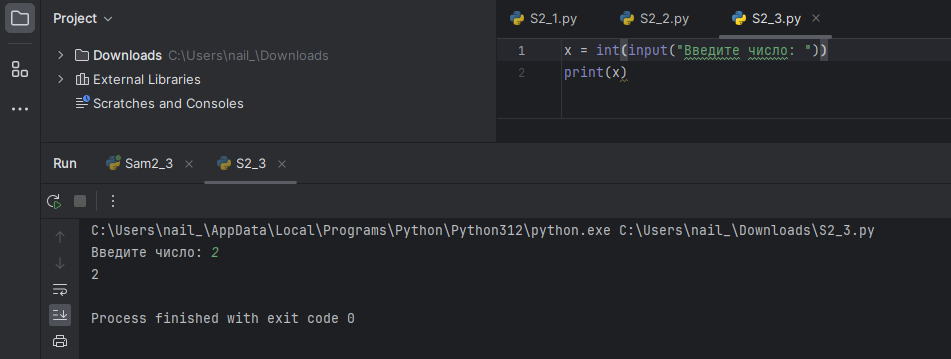 Project
Downloads C:\Users\nail_\Downloads
External Libraries
Scratches and Consoles
S2_1.py S2_2.py S2_3.py
1 x = int(input("Введите число: "))
2 print(x)
Run Sam2_3 S2_3
C:\Users\nail_\AppData\Local\Programs\Python\Python312\python.exe C:\Users\nail_\Downloads\S2_3.py
Введите число: 2
2
Process finished with exit code 0